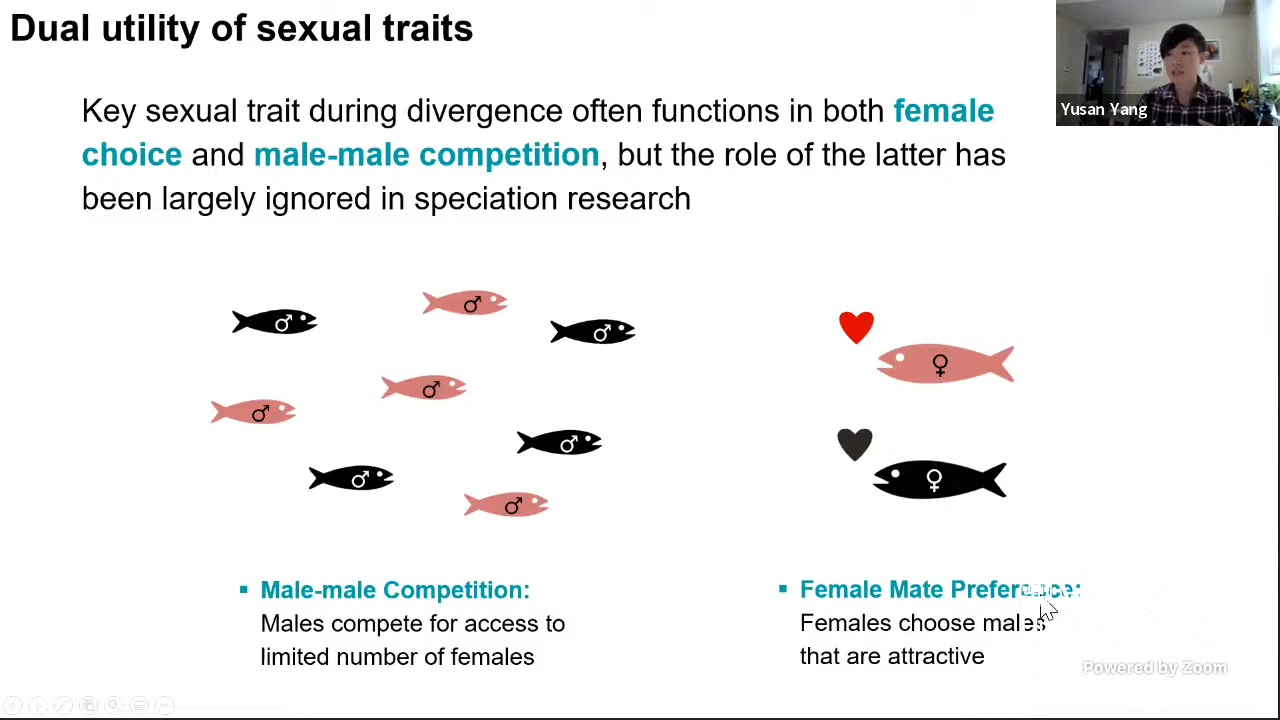 Dual utility of sexual traits
Yusan Yang
Key sexual trait during divergence often functions in both female
choice and male-male competition, but the role of the latter has
been largely ignored in speciation research
♂
♂
♂
♀
♂
♂
♂
♀
♂
♂
▪ Male-male Competition:
Males compete for access to
limited number of females
▪ Female Mate Preference:
Females choose males
that are attractive
Powered by Zoom